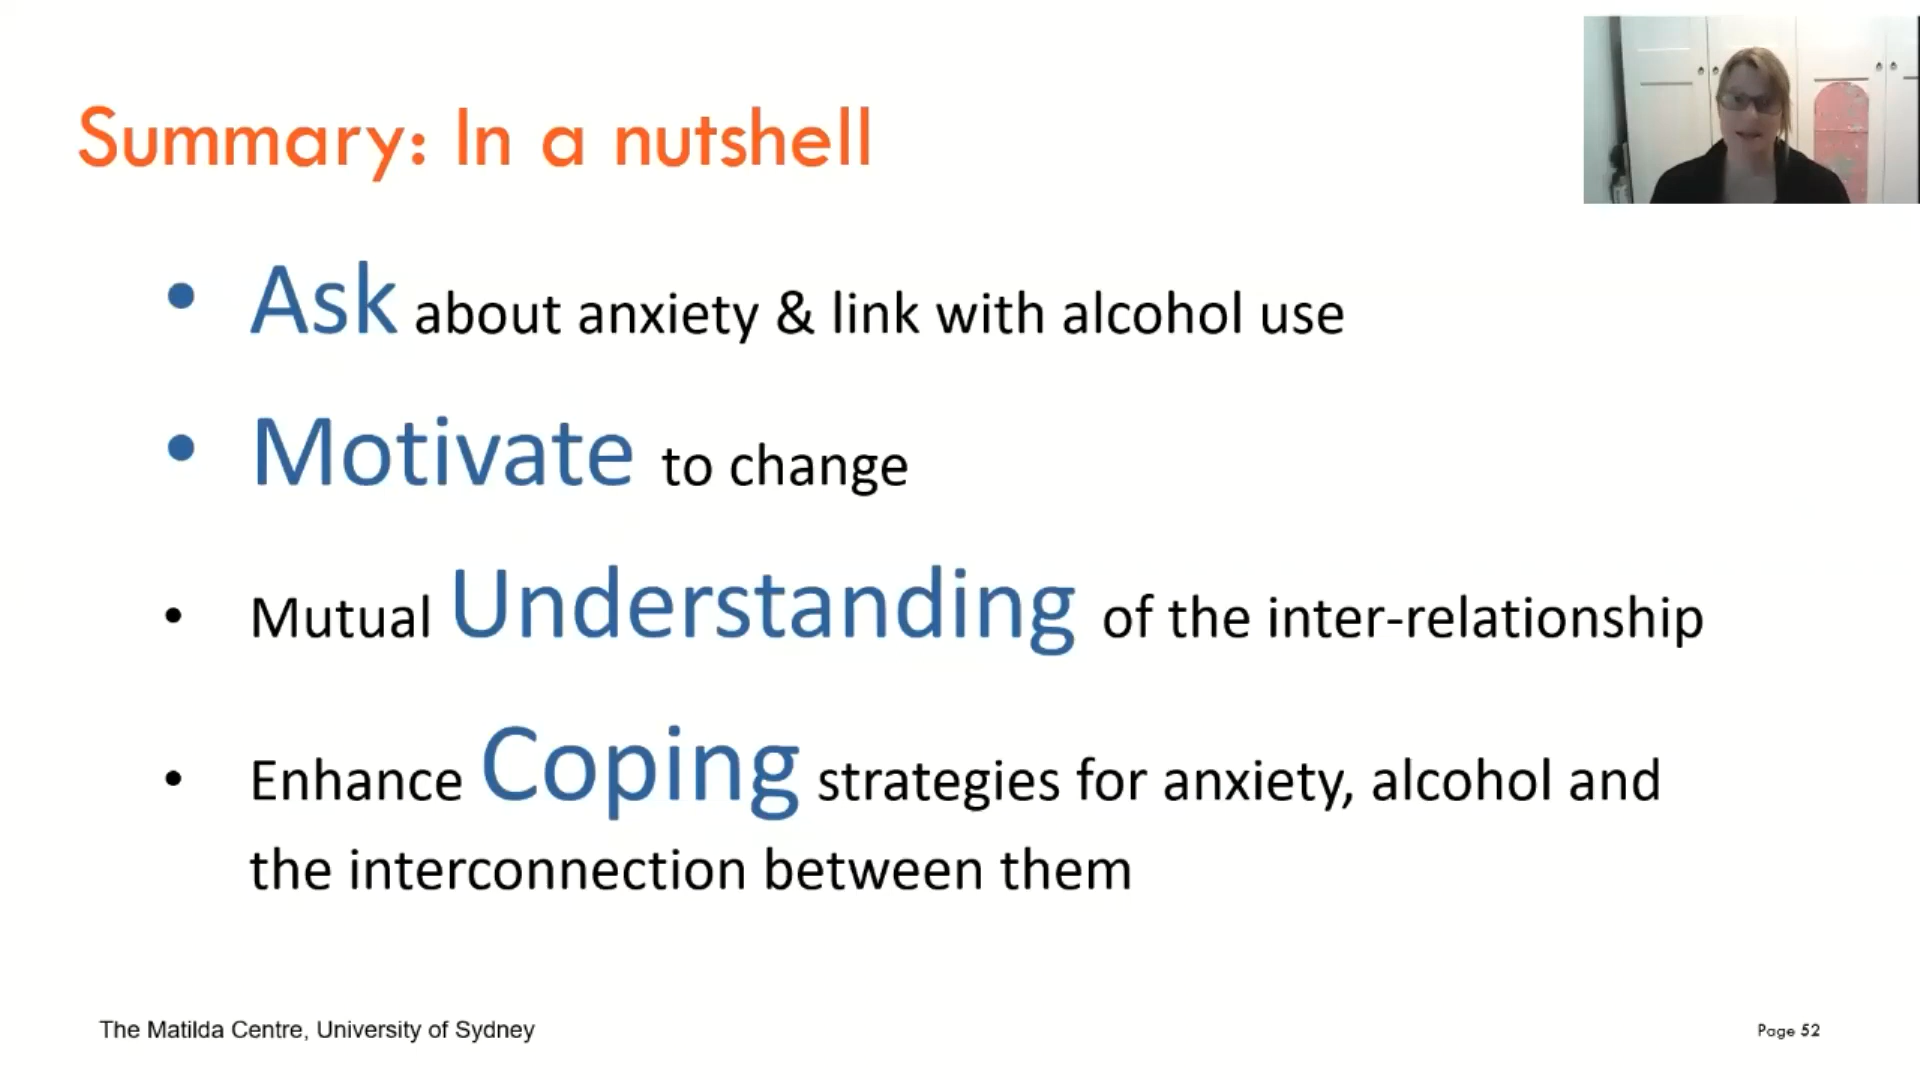 Summary: In a nutshell
• Ask about anxiety & link with alcohol use
• Motivate to change
• Mutual Understanding of the inter-relationship
• Enhance Coping strategies for anxiety, alcohol and
the interconnection between them
The Matilda Centre, University of Sydney
Page 52